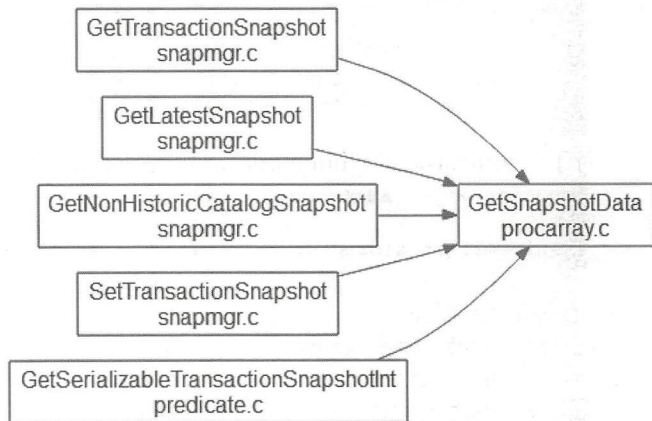 GetTransactionSnapshot
snapmgr.c
GetLatestSnapshot
snapmgr.c
GetNonHistoricCatalogSnapshot
snapmgr.c
SetTransactionSnapshot
snapmgr.c
GetSerializableTransactionSnapshotInt
predicate.c
GetSnapshotData
procarray.c